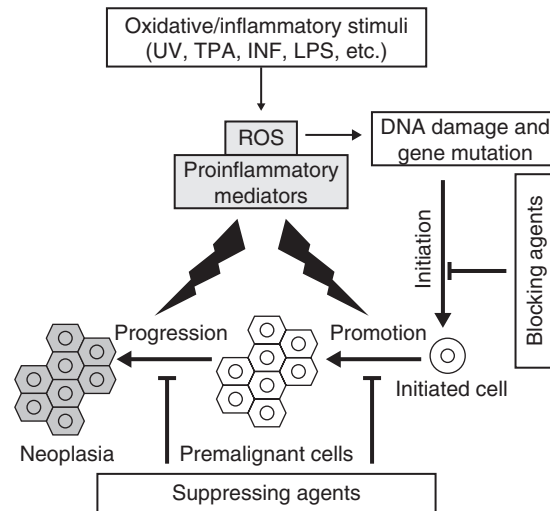 Oxidative/inflammatory stimuli
(UV, TPA, INF, LPS, etc.)
ROS
Proinflammatory
mediators
DNA damage and
gene mutation
Initiation
Blocking agents
Progression
Promotion
Initiated cell
Neoplasia
Premalignant cells
Suppressing agents